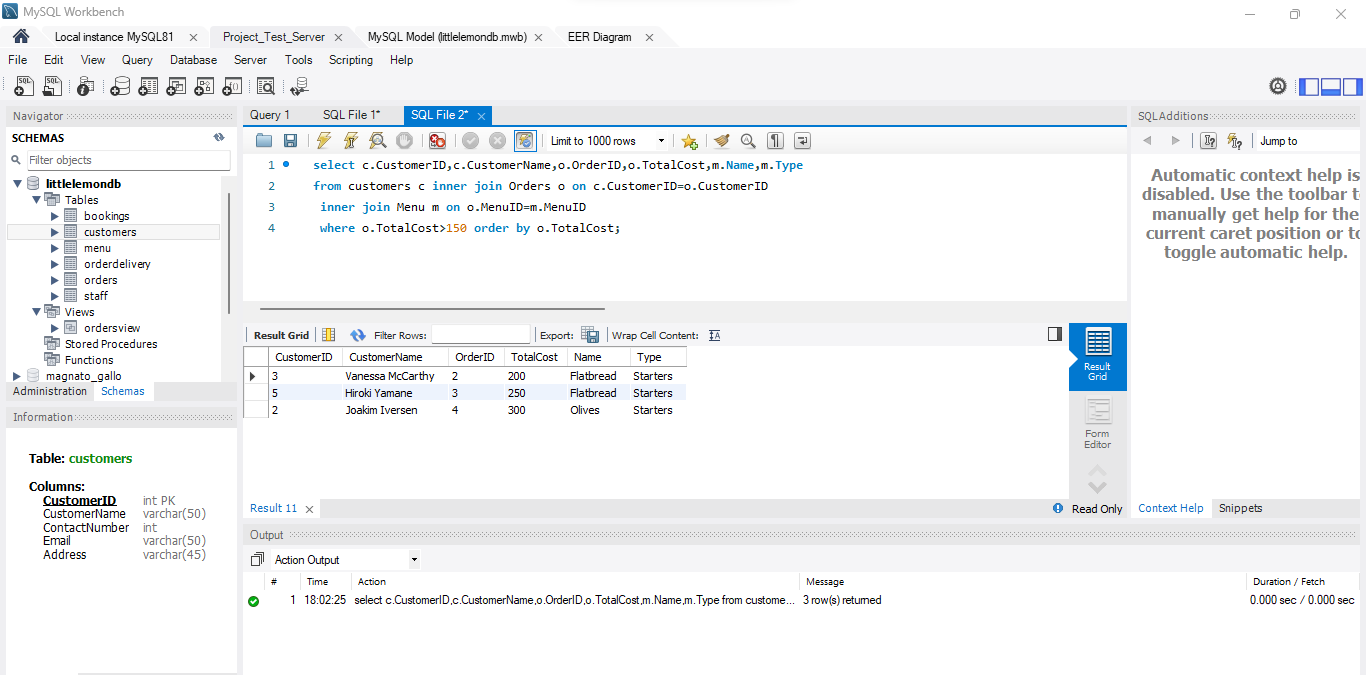 MySQL Workbench
Local instance MySQL81 Project_Test_Server MySQL Model (littlelemondb.mwb) EER Diagram
File Edit View Query Database Server Tools Scripting Help
Navigator
SCHEMAS
Filter objects
littlelemondb
Tables
bookings
customers
menu
orderdelivery
orders
staff
Views
ordersview
Stored Procedures
Functions
magnato_gallo
Administration Schemas
Information
Table: customers
Columns:
CustomerID int PK
CustomerName varchar(50)
ContactNumber int
Email varchar(50)
Address varchar(45)
Query 1 SQL File 1* SQL File 2*
Limit to 1000 rows
1 select c.CustomerID,c.CustomerName,o.OrderID,o.TotalCost,m.Name,m.Type
2 from customers c inner join Orders o on c.CustomerID=o.CustomerID
3 inner join Menu m on o.MenuID=m.MenuID
4 where o.TotalCost>150 order by o.TotalCost;
Result Grid Filter Rows: Export: Wrap Cell Content:
CustomerID CustomerName OrderID TotalCost Name Type
3 Vanessa McCarthy 2 200 Flatbread Starters
5 Hiroki Yamane 3 250 Flatbread Starters
2 Joakim Iversen 4 300 Olives Starters
Result
Grid
Form
Editor
Result 11 Read Only
SQLAdditions
Jump to
Automatic context help is
disabled. Use the toolbar t
manually get help for the
current caret position or to
toggle automatic help.
Context Help Snippets
Output
Action Output
# Time Action Message Duration / Fetch
1 18:02:25 select c.CustomerID,c.CustomerName,o.OrderID,o.TotalCost,m.Name,m.Type from custome... 3 row(s) returned 0.000 sec / 0.000 sec